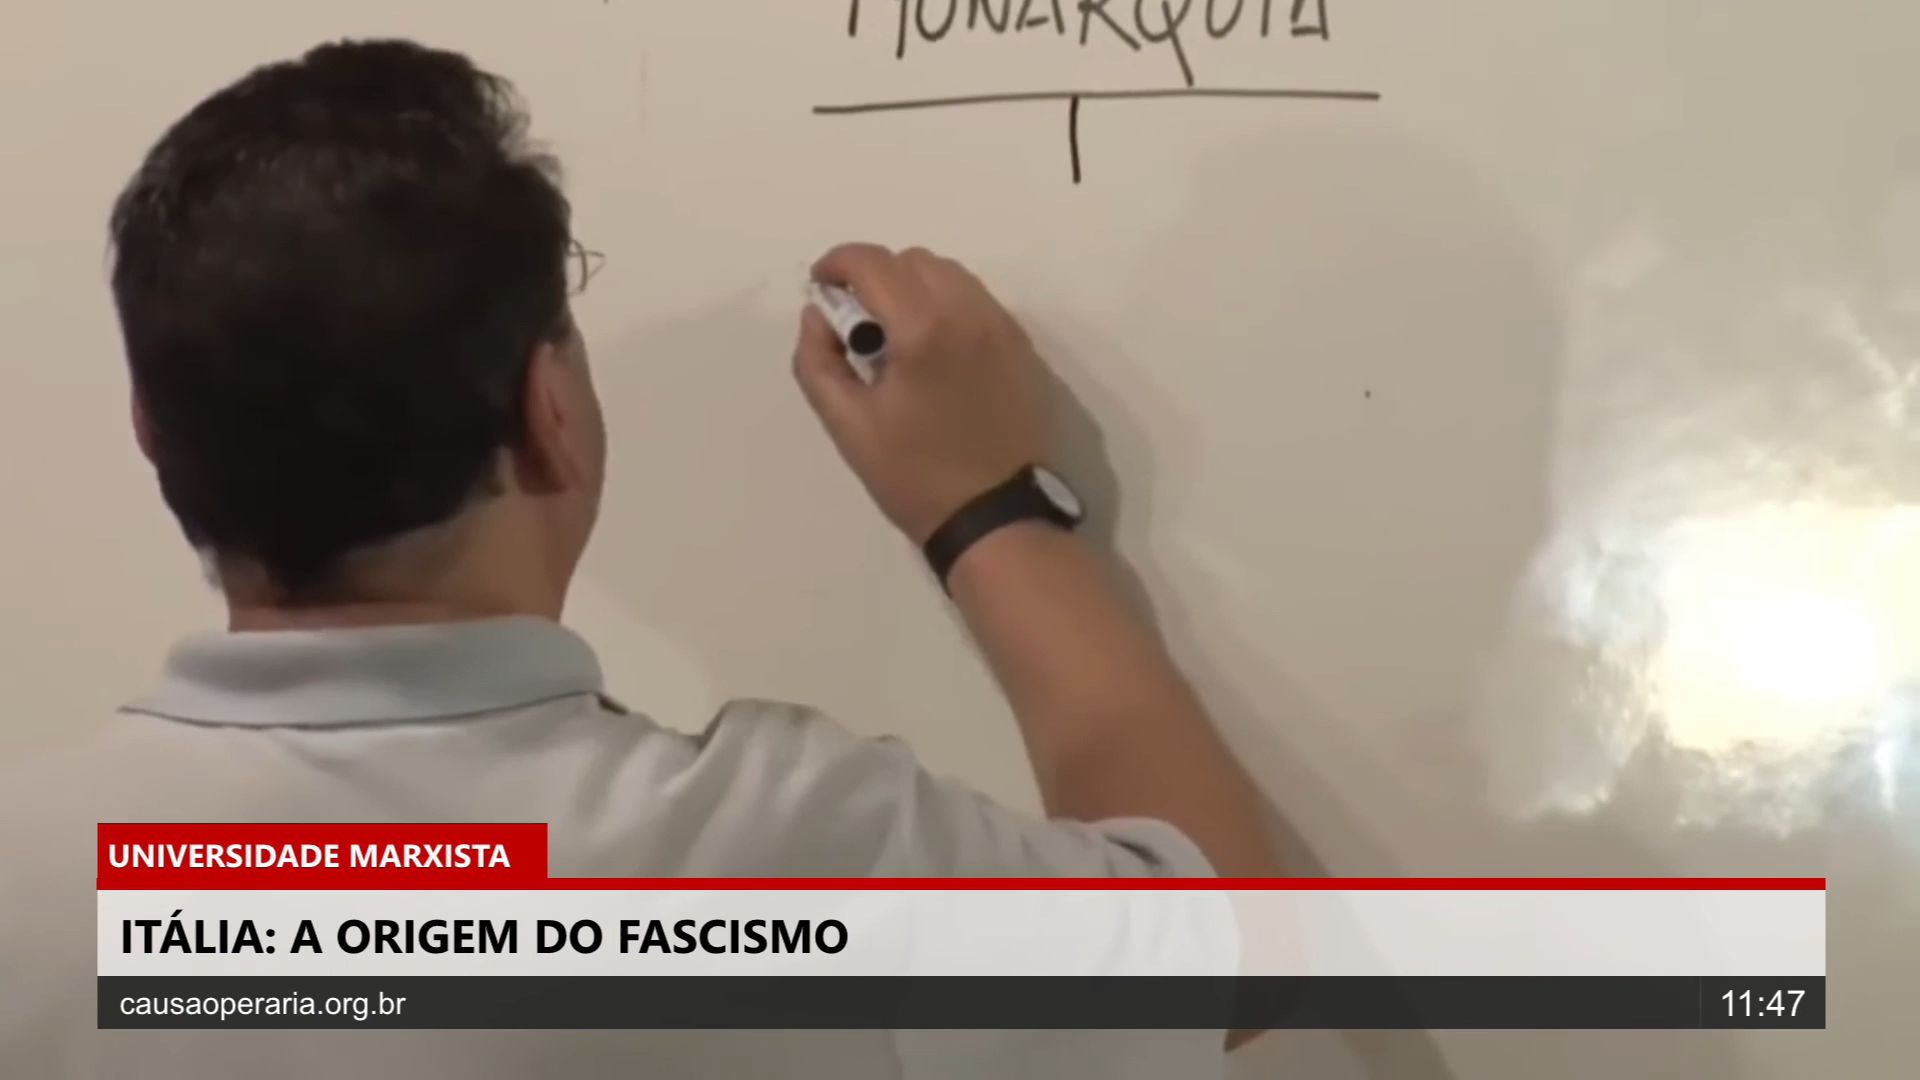 MONARQUIA
UNIVERSIDADE MARXISTA
ITÁLIA: A ORIGEM DO FASCISMO
causaoperaria.org.br
11:47